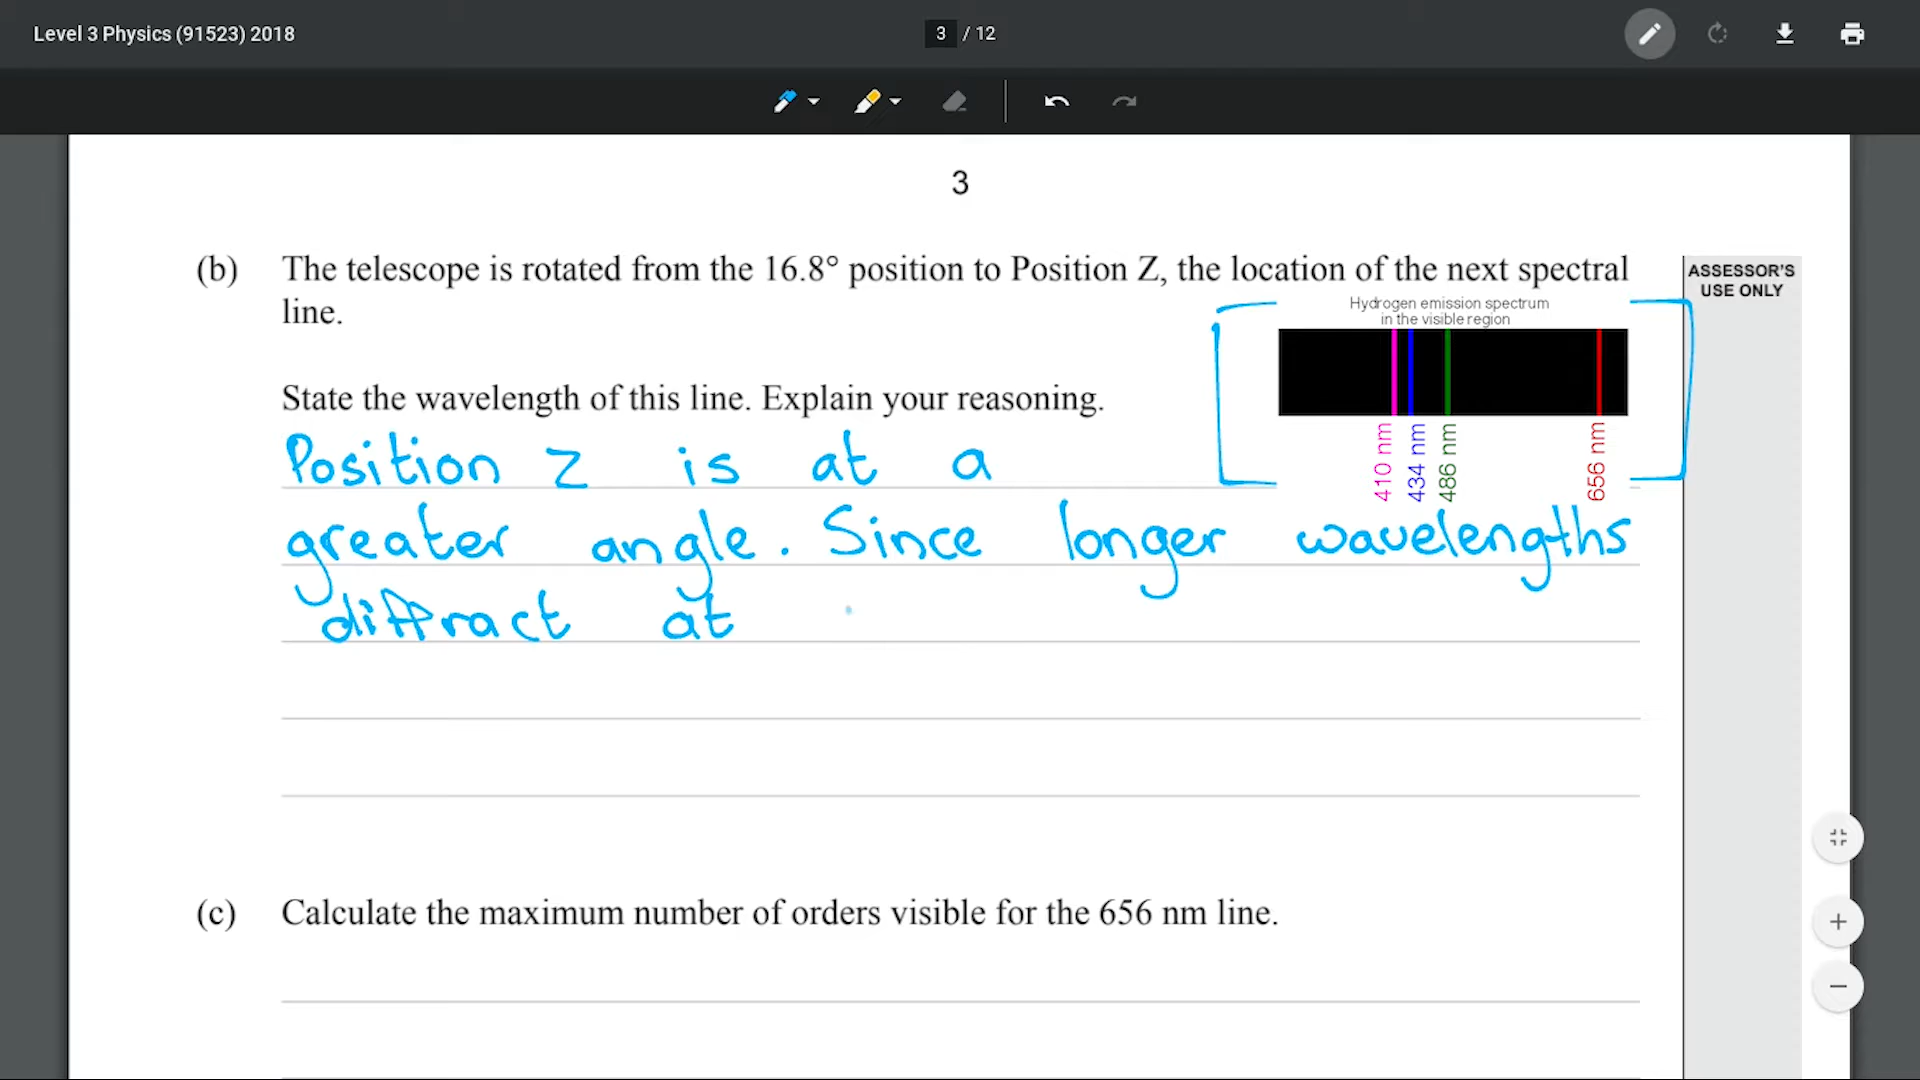 Level 3 Physics (91523) 2018
3 / 12
3
(b) The telescope is rotated from the 16.8° position to Position Z, the location of the next spectral
line.
ASSESSOR'S
USE ONLY
Hydrogen emission spectrum
in the visible region
State the wavelength of this line. Explain your reasoning.
410 nm
434 nm
486 nm
656 nm
Position Z is at a
greater angle. Since longer wavelengths
diffract at
(c) Calculate the maximum number of orders visible for the 656 nm line.